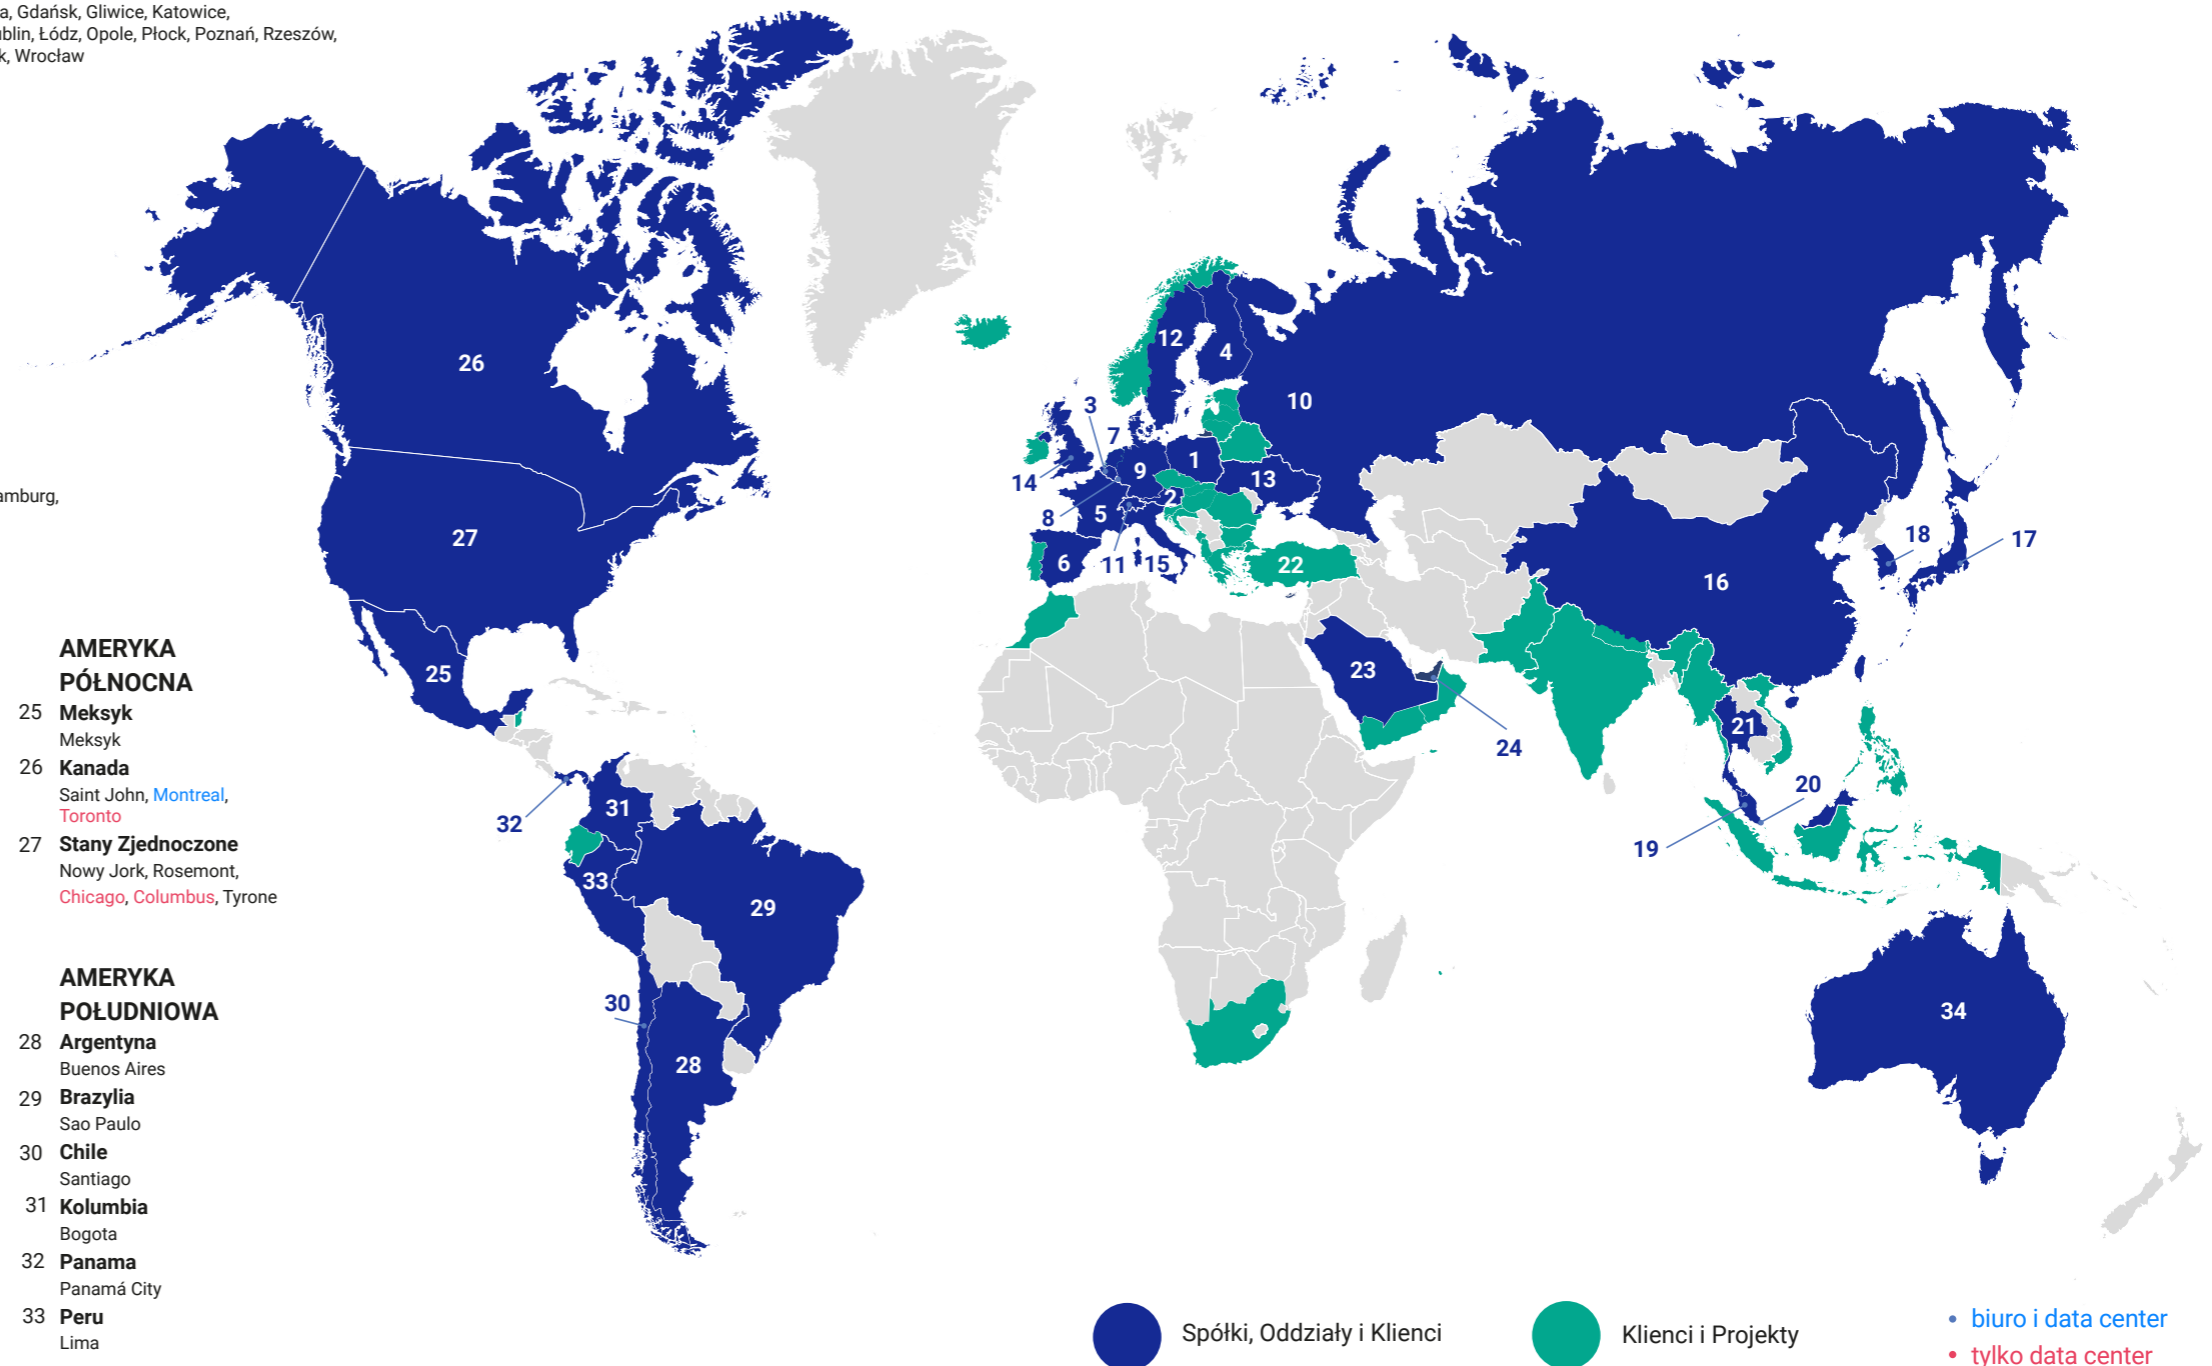 a, Gdańsk, Gliwice, Katowice,
blin, Łódz, Opole, Płock, Poznań, Rzeszów,
k, Wrocław
amburg,
AMERYKA
PÓŁNOCNA
25 Meksyk
Meksyk
26 Kanada
Saint John, Montreal,
Toronto
27 Stany Zjednoczone
Nowy Jork, Rosemont,
Chicago, Columbus, Tyrone
AMERYKA
POŁUDNIOWA
28 Argentyna
Buenos Aires
29 Brazylia
Sao Paulo
30 Chile
Santiago
31 Kolumbia
Bogota
32 Panama
Panamá City
33 Peru
Lima
26
27
25
32
31
33
29
30
28
12
4
3
10
7
14
9
1
13
8
5
2
6
11
15
22
23
24
16
18
17
21
20
19
34
Spółki, Oddziały i Klienci
Klienci i Projekty
• biuro i data center
• tylko data center